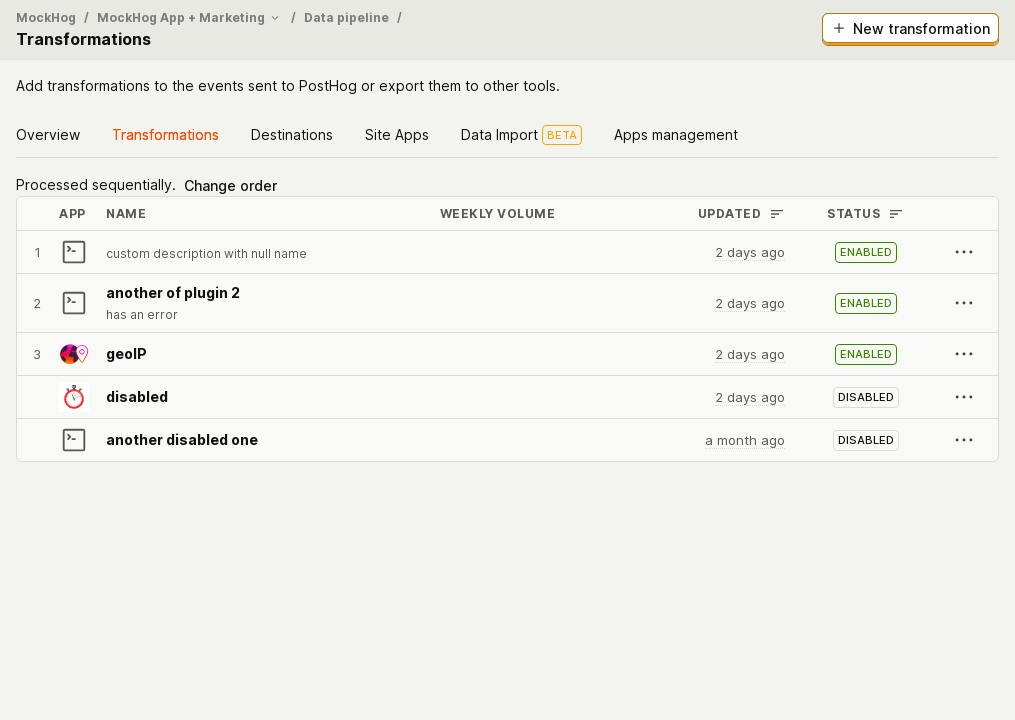 MockHog / MockHog App + Marketing / Data pipeline /
Transformations
New transformation
Add transformations to the events sent to PostHog or export them to other tools.
Overview Transformations Destinations Site Apps Data Import BETA Apps management
Processed sequentially. Change order
APP NAME WEEKLY VOLUME UPDATED STATUS
1 custom description with null name 2 days ago ENABLED
2 another of plugin 2 2 days ago ENABLED
has an error
3 geoIP 2 days ago ENABLED
disabled 2 days ago DISABLED
another disabled one a month ago DISABLED